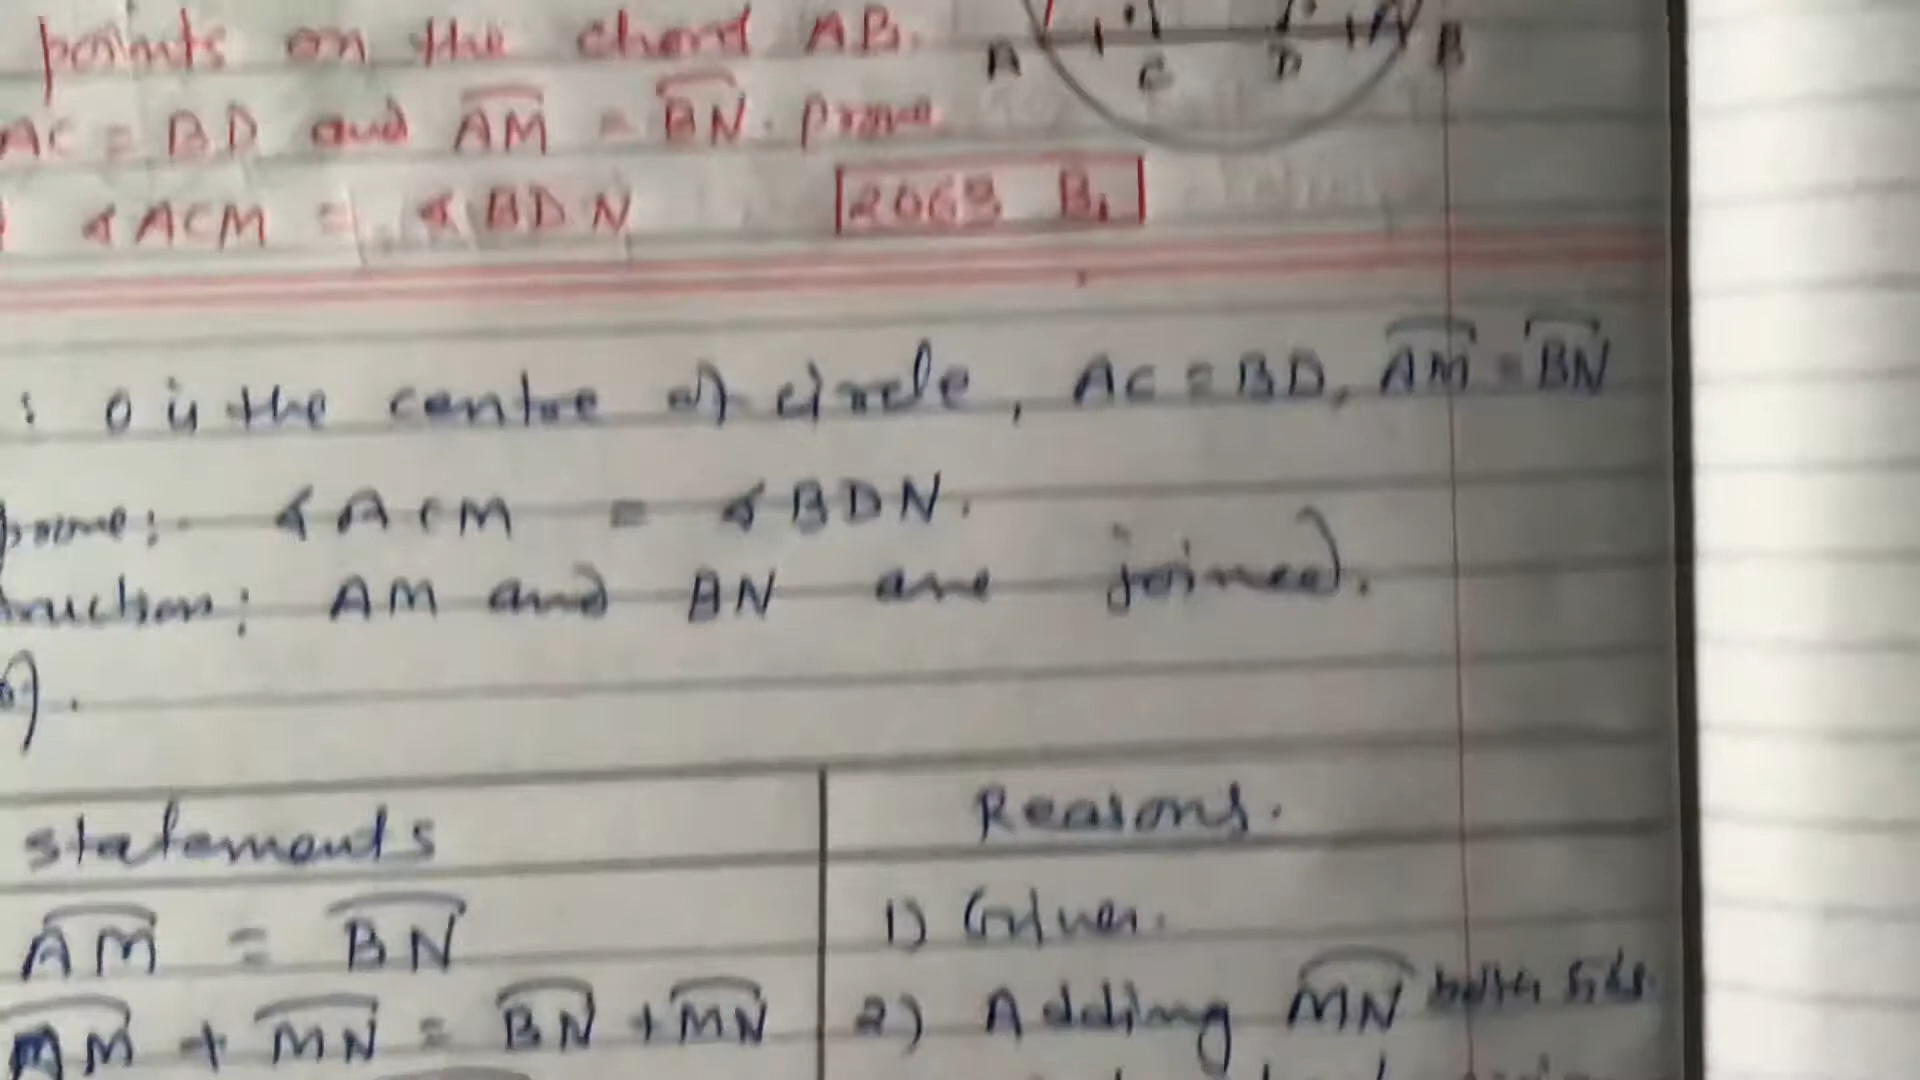 points on the chord AB.
A C D B
AC = BD and AM = BN. prove
∢ ACM = ∢ BDN 2068 B,
: O is the centre of circle, AC = BD, AM = BN
prove:- ∢ ACM = ∢ BDN.
ruction: AM and BN are joined.
statements Reasons.
AM = BN 1) Given.
AM + MN = BN + MN 2) Adding MN both sides